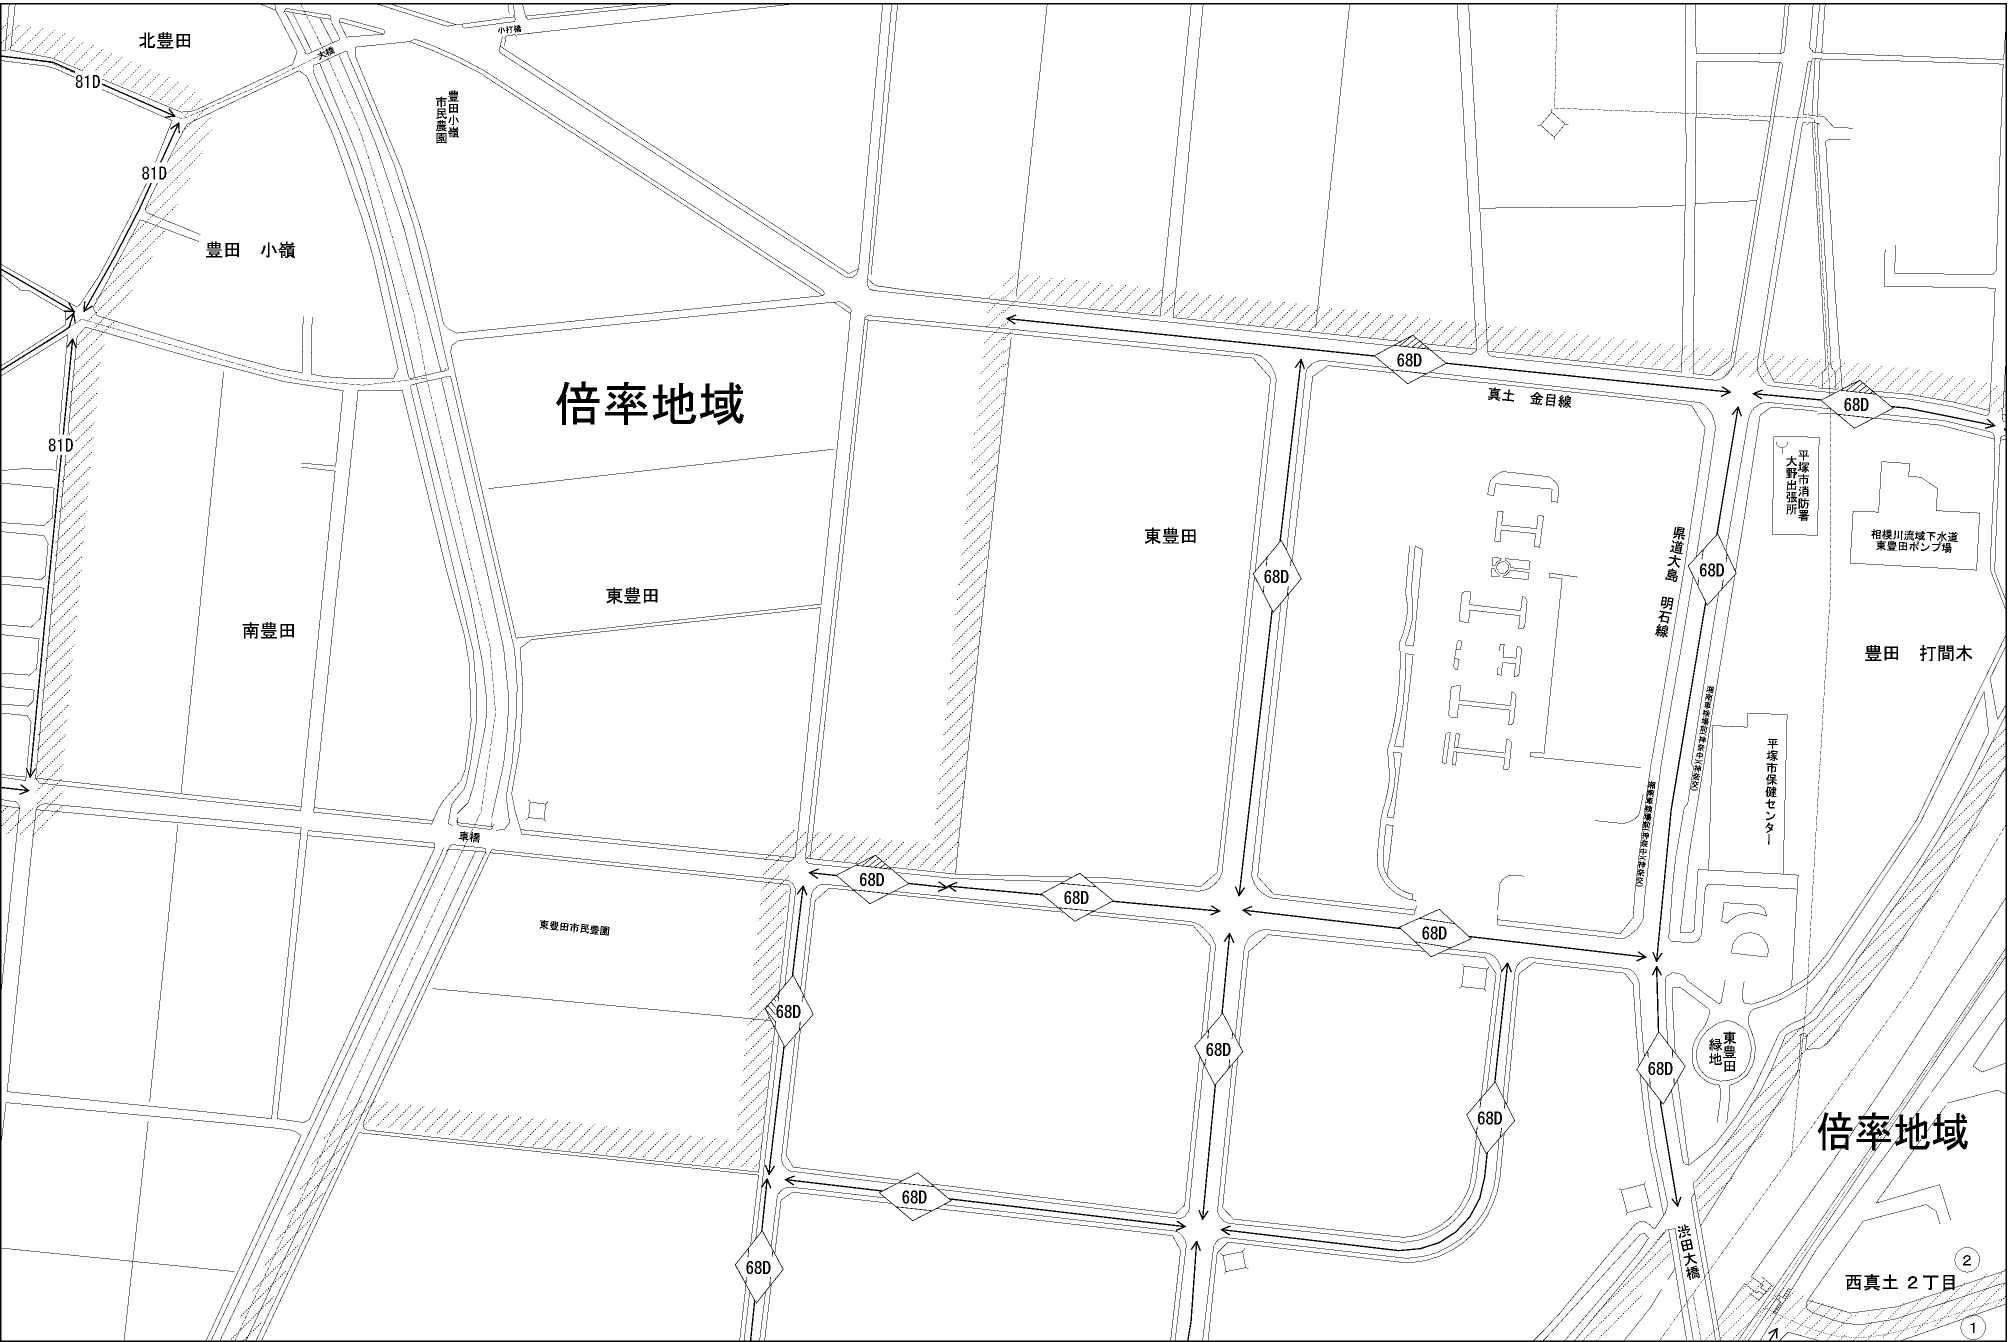 北豊田
大橋
小打橋
81D
豊田小嶺
市民農園
81D
豊田　小嶺
68D
真土　金目線
68D
倍率地域
81D
平塚市消防署
大野出張所
相模川流域下水道
東豊田ポンプ場
東豊田
県道大島　明石線
68D
68D
東豊田
南豊田
豊田　打間木
平塚市保健センター
車橋
68D
68D
東豊田市民農園
68D
68D
68D
東豊田
緑地
68D
68D
倍率地域
68D
68D
渋田大橋
68D
西真土 2丁目
②
①